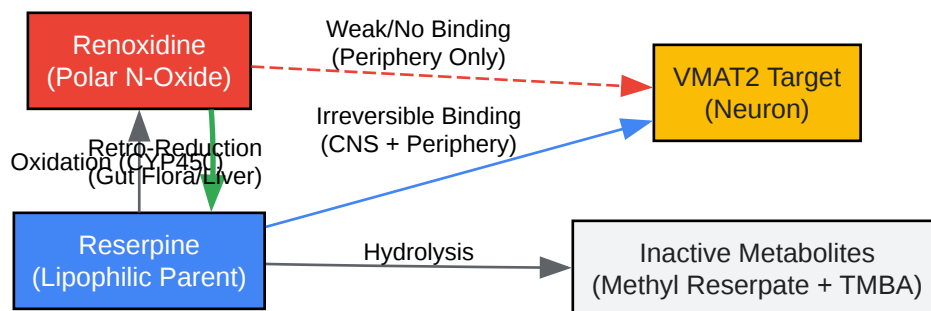 Renoxidine
(Polar N-Oxide)
Weak/No Binding
(Periphery Only)
VMAT2 Target
(Neuron)
Irreversible Binding
(CNS + Periphery)
Oxidation (CYP450)
Retro-Reduction
(Gut Flora/Liver)
Reserpine
(Lipophilic Parent)
Hydrolysis
Inactive Metabolites
(Methyl Reserpate + TMBA)